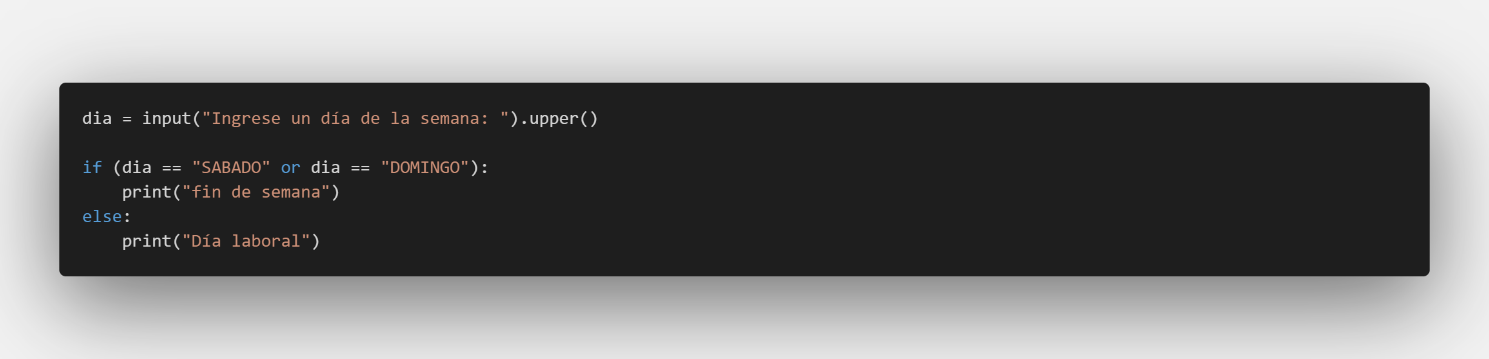 dia = input("Ingrese un día de la semana: ").upper()
if (dia == "SABADO" or dia == "DOMINGO"):
    print("fin de semana")
else:
    print("Día laboral")